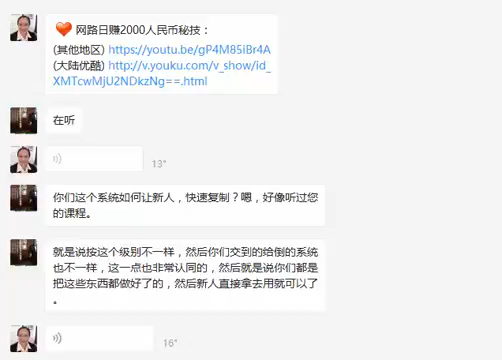 网路日赚2000人民币秘技：
(其他地区) https://youtu.be/gP4M85iBr4A
(大陆优酷) http://v.youku.com/v_show/id_
XMTcwMjU2NDkzNg==.html
在听
13"
你们这个系统如何让新人，快速复制？嗯，好像听过您
的课程。
就是说按这个级别不一样，然后你们交到的给倒的系统
也不一样，这一点也非常认同的，然后就是说你们都是
把这些东西都做好了的，然后新人直接拿去用就可以了
。
16"